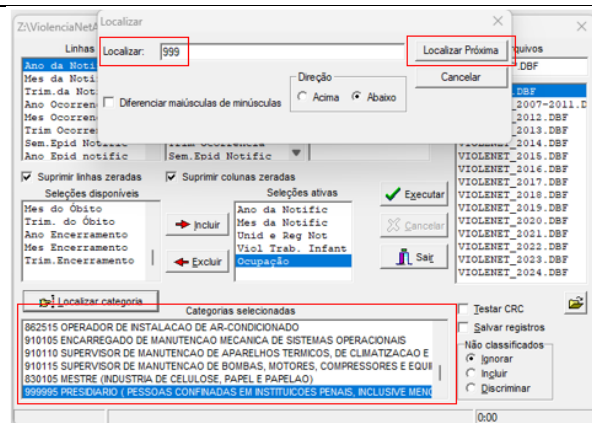 Z:\ViolenciaNetA
Localizar
Linhas
quivos
Localizar: 999
Localizar Próxima
Cancelar
Direção
Diferenciar maiúsculas de minúsculas
Acima
Abaixo
Ano da Noti
Mes da Noti
Trim.da Not
Ano Ocorren
Mes Ocorren
Trim Ocorre
Sem.Epid Notific
Ano Epid notific
Sem.Epid Notific
.DBF
.DBF
_2007-2011.D
_2012.DBF
_2013.DBF
VIOLENET_2014.DBF
VIOLENET_2015.DBF
VIOLENET_2016.DBF
VIOLENET_2017.DBF
VIOLENET_2018.DBF
VIOLENET_2019.DBF
VIOLENET_2020.DBF
VIOLENET_2021.DBF
VIOLENET_2022.DBF
VIOLENET_2023.DBF
VIOLENET_2024.DBF
Suprimir linhas zeradas
Suprimir colunas zeradas
Seleções disponíveis
Seleções ativas
Mes do Óbito
Trim. do Óbito
Ano Encerramento
Mes Encerramento
Trim.Encerramento
Incluir
Excluir
Ano da Notific
Mes da Notific
Unid e Reg Not
Viol Trab. Infant
Ocupação
Executar
Cancelar
Sair
Localizar categoria
Categorias selecionadas
862515 OPERADOR DE INSTALACAO DE AR-CONDICIONADO
910105 ENCARREGADO DE MANUTENCAO MECANICA DE SISTEMAS OPERACIONAIS
910110 SUPERVISOR DE MANUTENCAO DE APARELHOS TERMICOS, DE CLIMATIZACAO E
910115 SUPERVISOR DE MANUTENCAO DE BOMBAS, MOTORES, COMPRESSORES E EQUI
830105 MESTRE (INDUSTRIA DE CELULOSE, PAPEL E PAPELAO)
999995 PRESIDIARIO ( PESSOAS CONFINADAS EM INSTITUICOES PENAIS, INCLUSIVE MENO
Testar CRC
Salvar registros
Não classificados
Ignorar
Incluir
Discriminar
0:00